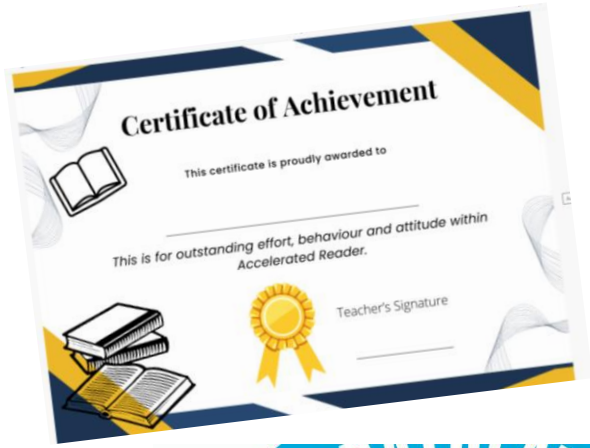 Certificate of Achievement
This certificate is proudly awarded to
This is for outstanding effort, behaviour and attitude within
Accelerated Reader.
Teacher's Signature